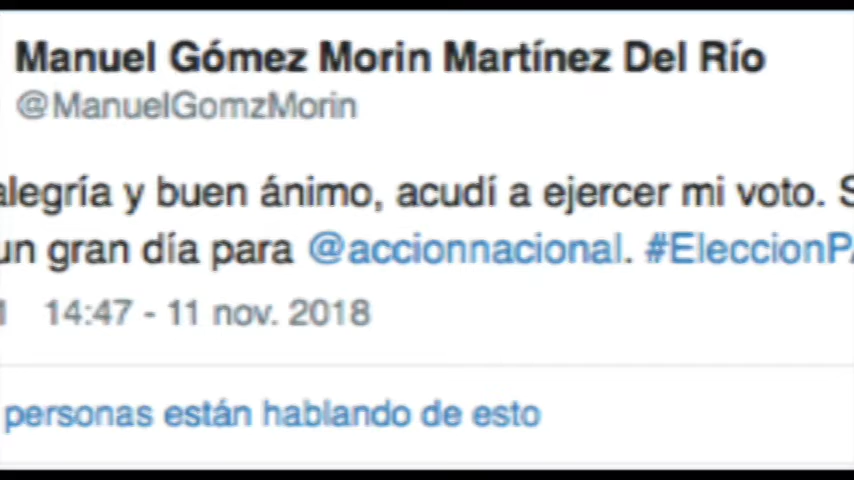 Manuel Gómez Morin Martínez Del Río
@ManuelGomzMorin
alegría y buen ánimo, acudí a ejercer mi voto. S
un gran día para @accionnacional. #EleccionPA
14:47 - 11 nov. 2018
personas están hablando de esto